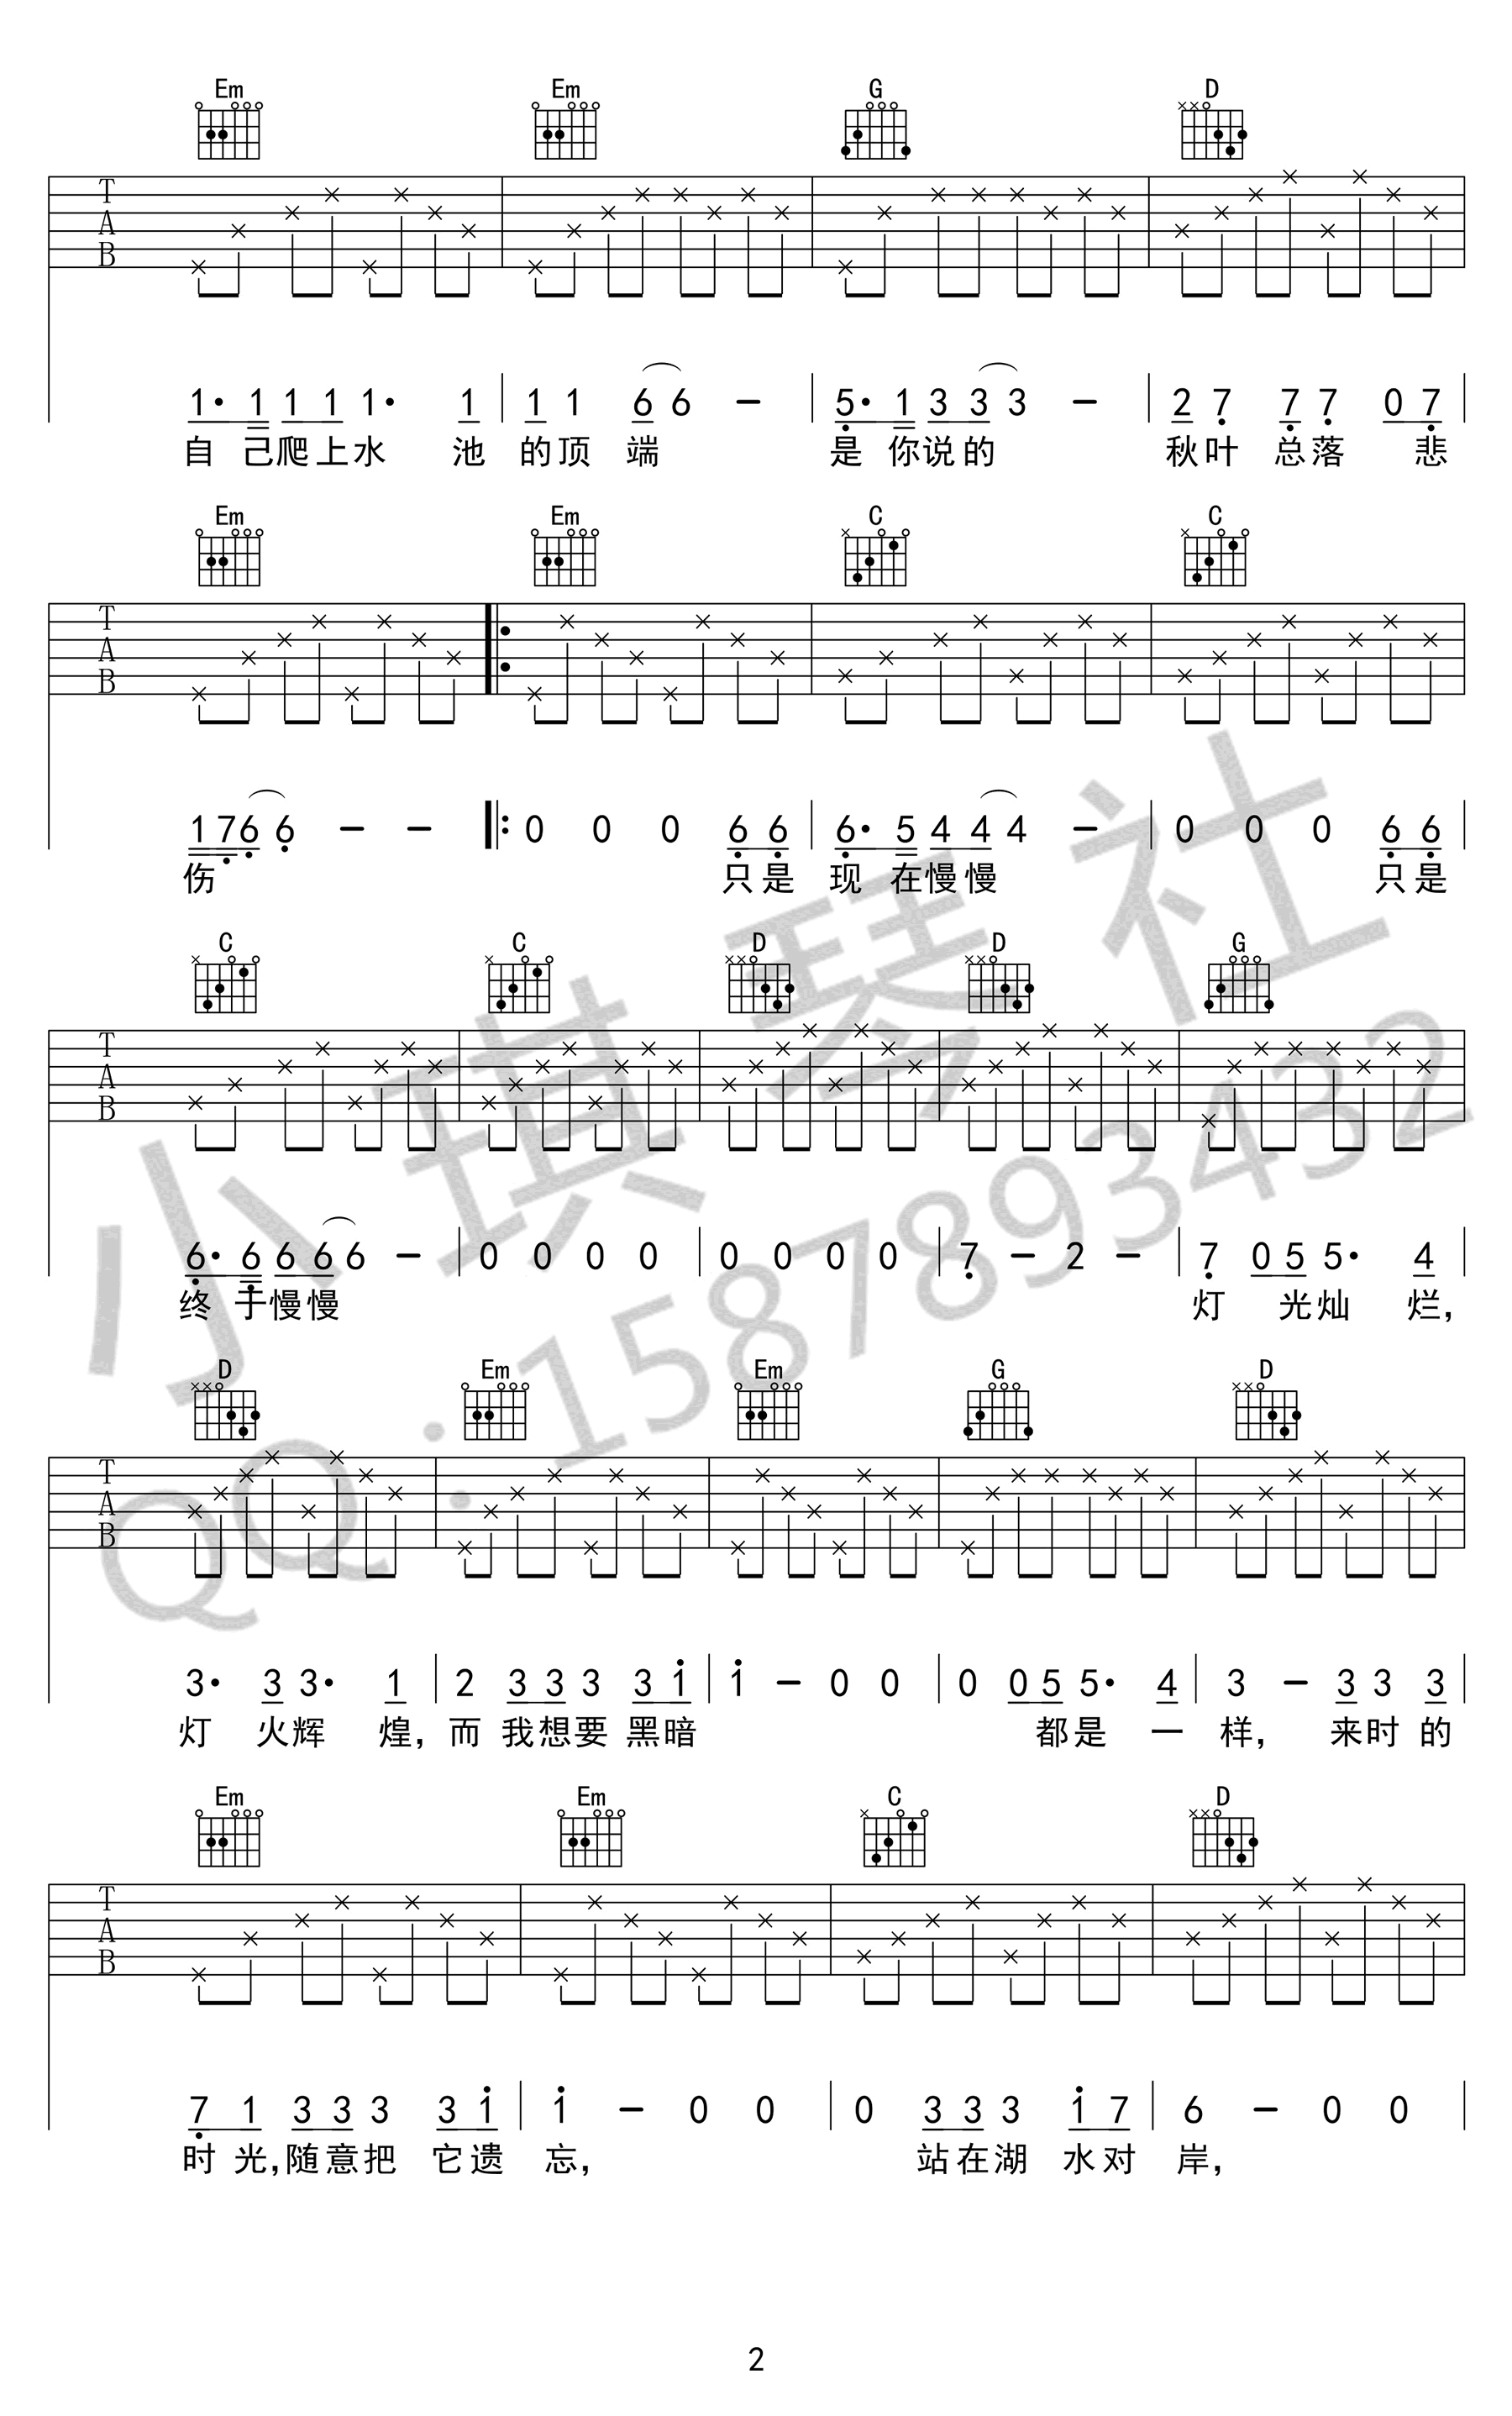 Em Em G D
T
A
B
1· 1 1 1 1· 1 1 1 6 6 - 5· 1 3 3 3 - 2 7 7 7 0 7
自 己爬上水 池 的顶 端 是 你说的 秋叶 总落 悲
Em Em C C
T
A
B
1 7 6 6 - - 0 0 0 6 6 6· 5 4 4 4 - 0 0 0 6 6
伤 只是 现 在慢慢 只是
C C D D G
T
A
B
6· 6 6 6 6 - 0 0 0 0 0 0 0 0 7 - 2 - 7 0 5 5· 4
终 于慢慢 灯 光灿 烂,
D Em Em G D
T
A
B
3· 3 3· 1 2 3 3 3 3 1 1 - 0 0 0 0 5 5· 4 3 - 3 3 3
灯 火辉 煌, 而 我想要 黑暗 都是 一 样, 来时 的
Em Em C D
T
A
B
7 1 3 3 3 3 1 1 - 0 0 0 3 3 3 1 7 6 - 0 0
时 光,随意把 它遗 忘, 站在湖 水对 岸,
小琪琴社
QQ:1587893432
2